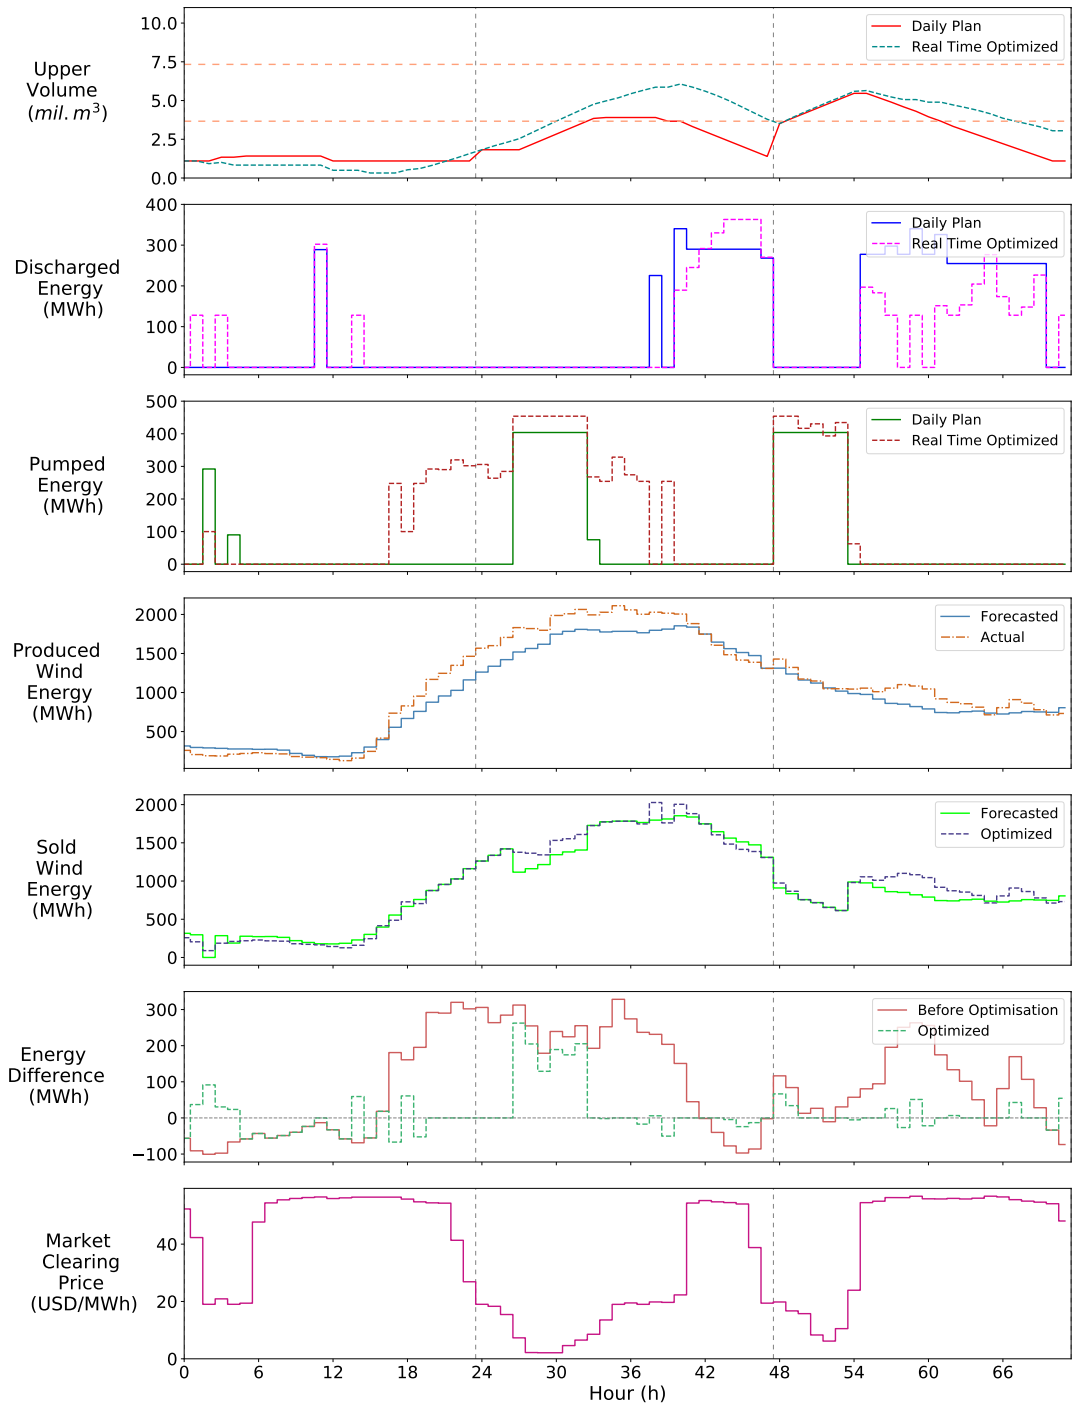 Upper
Volume
(mil.m³)
10.0
7.5
5.0
2.5
0.0
Daily Plan
Real Time Optimized
Discharged
Energy
(MWh)
400
300
200
100
0
Daily Plan
Real Time Optimized
Pumped
Energy
(MWh)
500
400
300
200
100
0
Daily Plan
Real Time Optimized
Produced
Wind
Energy
(MWh)
2000
1500
1000
500
Forecasted
Actual
Sold
Wind
Energy
(MWh)
2000
1500
1000
500
0
Forecasted
Optimized
Energy
Difference
(MWh)
300
200
100
0
−100
Before Optimisation
Optimized
Market
Clearing
Price
(USD/MWh)
40
20
0
0 6 12 18 24 30 36 42 48 54 60 66
Hour (h)